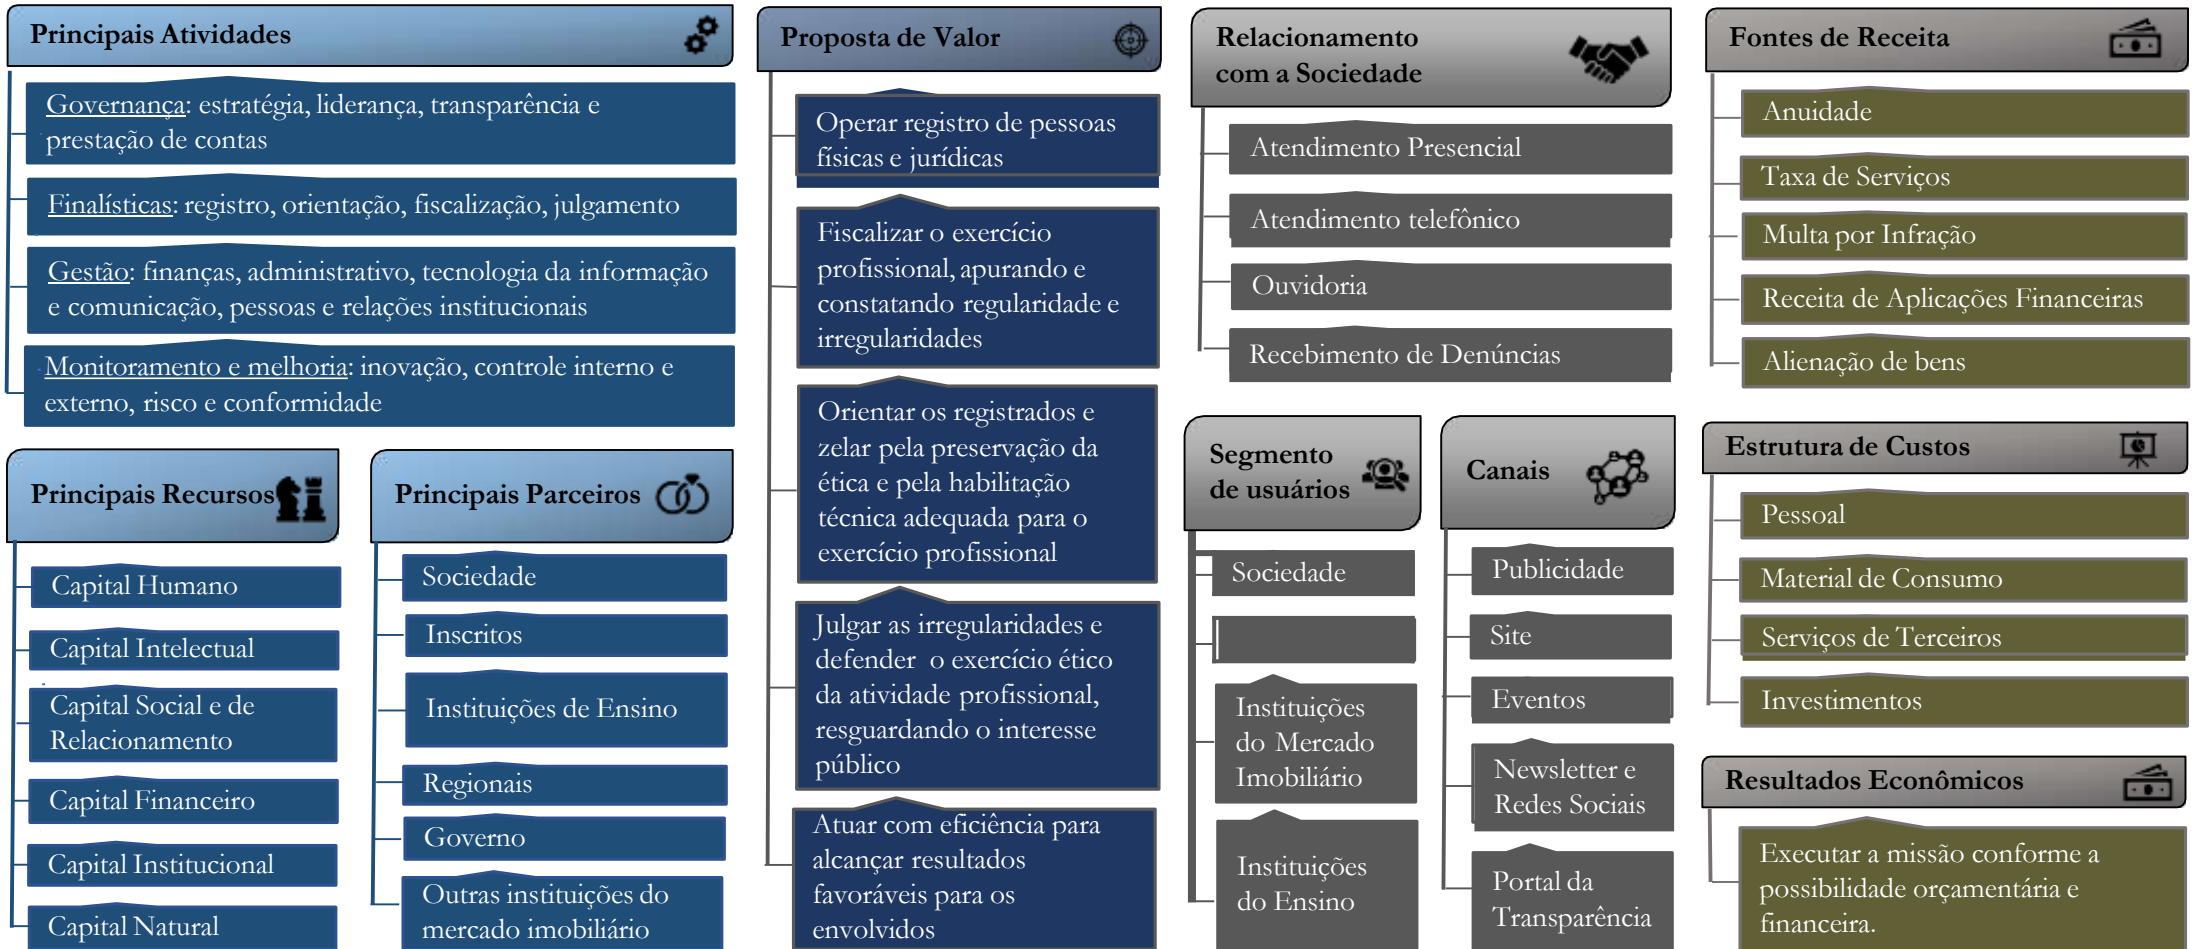 Principais Atividades
Governança: estratégia, liderança, transparência e
prestação de contas
Finalísticas: registro, orientação, fiscalização, julgamento
Gestão: finanças, administrativo, tecnologia da informação
e comunicação, pessoas e relações institucionais
Monitoramento e melhoria: inovação, controle interno e
externo, risco e conformidade
Principais Recursos
Capital Humano
Capital Intelectual
Capital Social e de
Relacionamento
Capital Financeiro
Capital Institucional
Capital Natural
Principais Parceiros
Sociedade
Inscritos
Instituições de Ensino
Regionais
Governo
Outras instituições do
mercado imobiliário
Proposta de Valor
Operar registro de pessoas
físicas e jurídicas
Fiscalizar o exercício
profissional, apurando e
constatando regularidade e
irregularidades
Orientar os registrados e
zelar pela preservação da
ética e pela habilitação
técnica adequada para o
exercício profissional
Julgar as irregularidades e
defender o exercício ético
da atividade profissional,
resguardando o interesse
público
Atuar com eficiência para
alcançar resultados
favoráveis para os
envolvidos
Relacionamento
com a Sociedade
Atendimento Presencial
Atendimento telefônico
Ouvidoria
Recebimento de Denúncias
Segmento
de usuários
Sociedade
Instituições
do Mercado
Imobiliário
Instituições
do Ensino
Canais
Publicidade
Site
Eventos
Newsletter e
Redes Sociais
Portal da
Transparência
Fontes de Receita
Anuidade
Taxa de Serviços
Multa por Infração
Receita de Aplicações Financeiras
Alienação de bens
Estrutura de Custos
Pessoal
Material de Consumo
Serviços de Terceiros
Investimentos
Resultados Econômicos
Executar a missão conforme a
possibilidade orçamentária e
financeira.